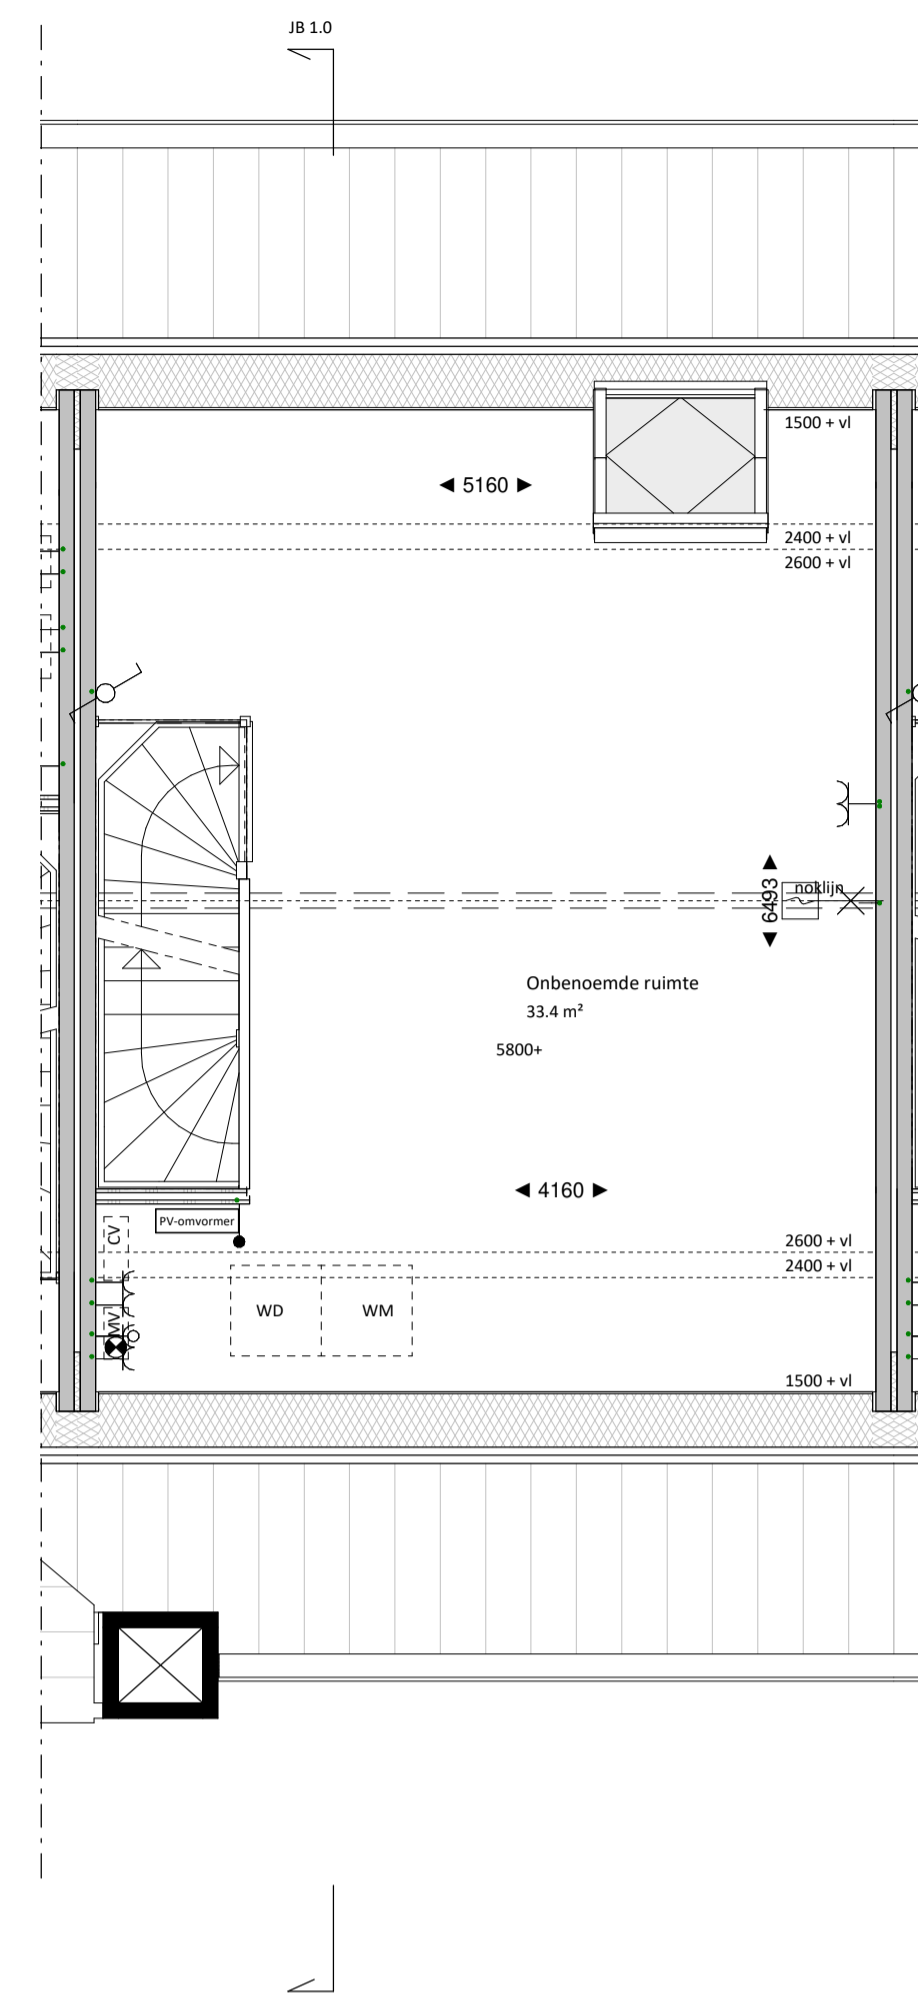 JB 1.0
1500 + vl
◄ 5160 ►
2400 + vl
2600 + vl
noklijn
◄ 6493 ►
Onbenoemde ruimte
33.4 m²
5800+
◄ 4160 ►
PV-omvormer
CV
2600 + vl
2400 + vl
WD
WM
MV
1500 + vl